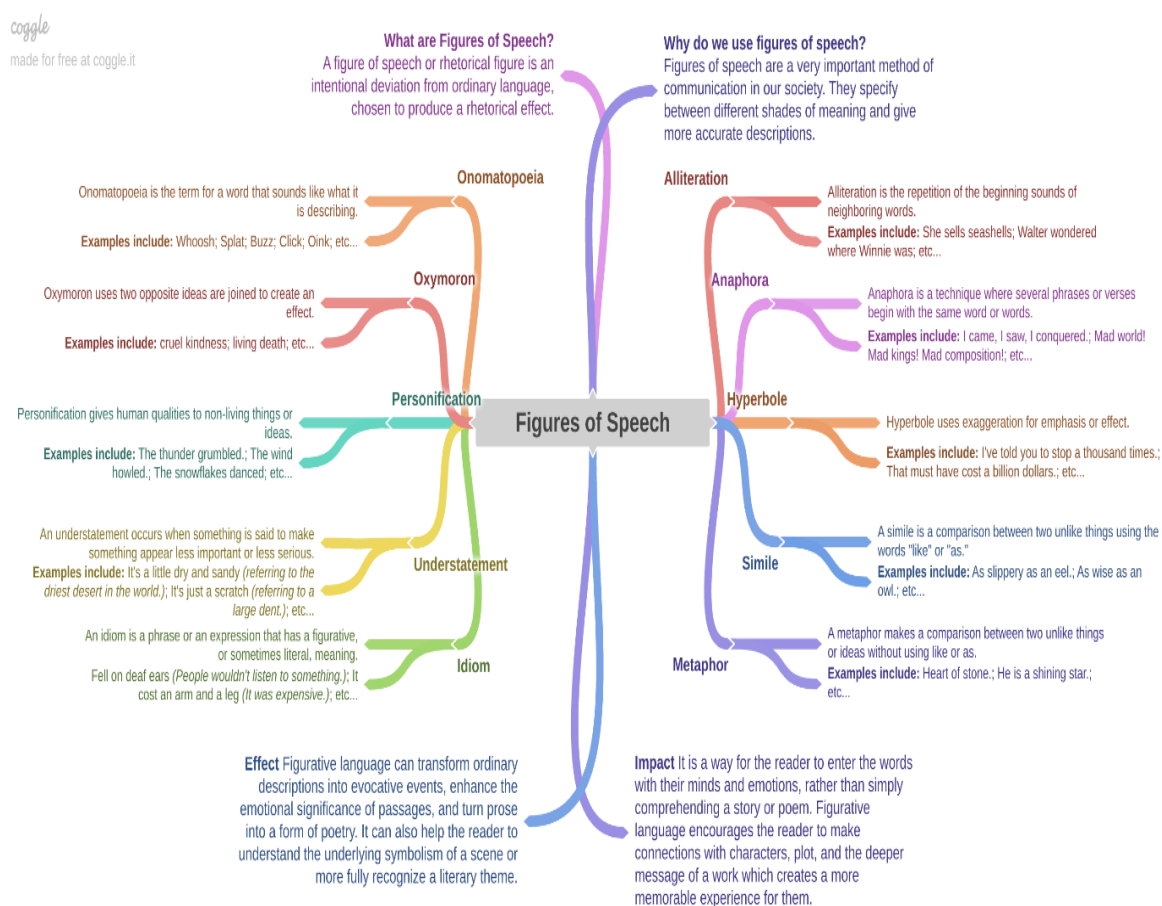 coggle
made for free at coggle.it
What are Figures of Speech?
A figure of speech or rhetorical figure is an
intentional deviation from ordinary language,
chosen to produce a rhetorical effect.
Why do we use figures of speech?
Figures of speech are a very important method of
communication in our society. They specify
between different shades of meaning and give
more accurate descriptions.
Onomatopoeia
Onomatopoeia is the term for a word that sounds like what it
is describing.
Examples include: Whoosh; Splat; Buzz; Click; Oink; etc...
Oxymoron
Oxymoron uses two opposite ideas are joined to create an
effect.
Examples include: cruel kindness; living death; etc...
Personification
Personification gives human qualities to non-living things or
ideas.
Examples include: The thunder grumbled.; The wind
howled.; The snowflakes danced; etc...
An understatement occurs when something is said to make
something appear less important or less serious.
Understatement
Examples include: It's a little dry and sandy (referring to the
driest desert in the world.); It's just a scratch (referring to a
large dent.); etc...
An idiom is a phrase or an expression that has a figurative,
or sometimes literal, meaning.
Idiom
Fell on deaf ears (People wouldn't listen to something.); It
cost an arm and a leg (It was expensive.); etc...
Figures of Speech
Alliteration
Alliteration is the repetition of the beginning sounds of
neighboring words.
Examples include: She sells seashells; Walter wondered
where Winnie was; etc...
Anaphora
Anaphora is a technique where several phrases or verses
begin with the same word or words.
Examples include: I came, I saw, I conquered.; Mad world!
Mad kings! Mad composition!; etc...
Hyperbole
Hyperbole uses exaggeration for emphasis or effect.
Examples include: I've told you to stop a thousand times.;
That must have cost a billion dollars.; etc...
A simile is a comparison between two unlike things using the
words "like" or "as."
Simile
Examples include: As slippery as an eel.; As wise as an
owl.; etc...
A metaphor makes a comparison between two unlike things
or ideas without using like or as.
Metaphor
Examples include: Heart of stone.; He is a shining star.;
etc...
Effect Figurative language can transform ordinary
descriptions into evocative events, enhance the
emotional significance of passages, and turn prose
into a form of poetry. It can also help the reader to
understand the underlying symbolism of a scene or
more fully recognize a literary theme.
Impact It is a way for the reader to enter the words
with their minds and emotions, rather than simply
comprehending a story or poem. Figurative
language encourages the reader to make
connections with characters, plot, and the deeper
message of a work which creates a more
memorable experience for them.